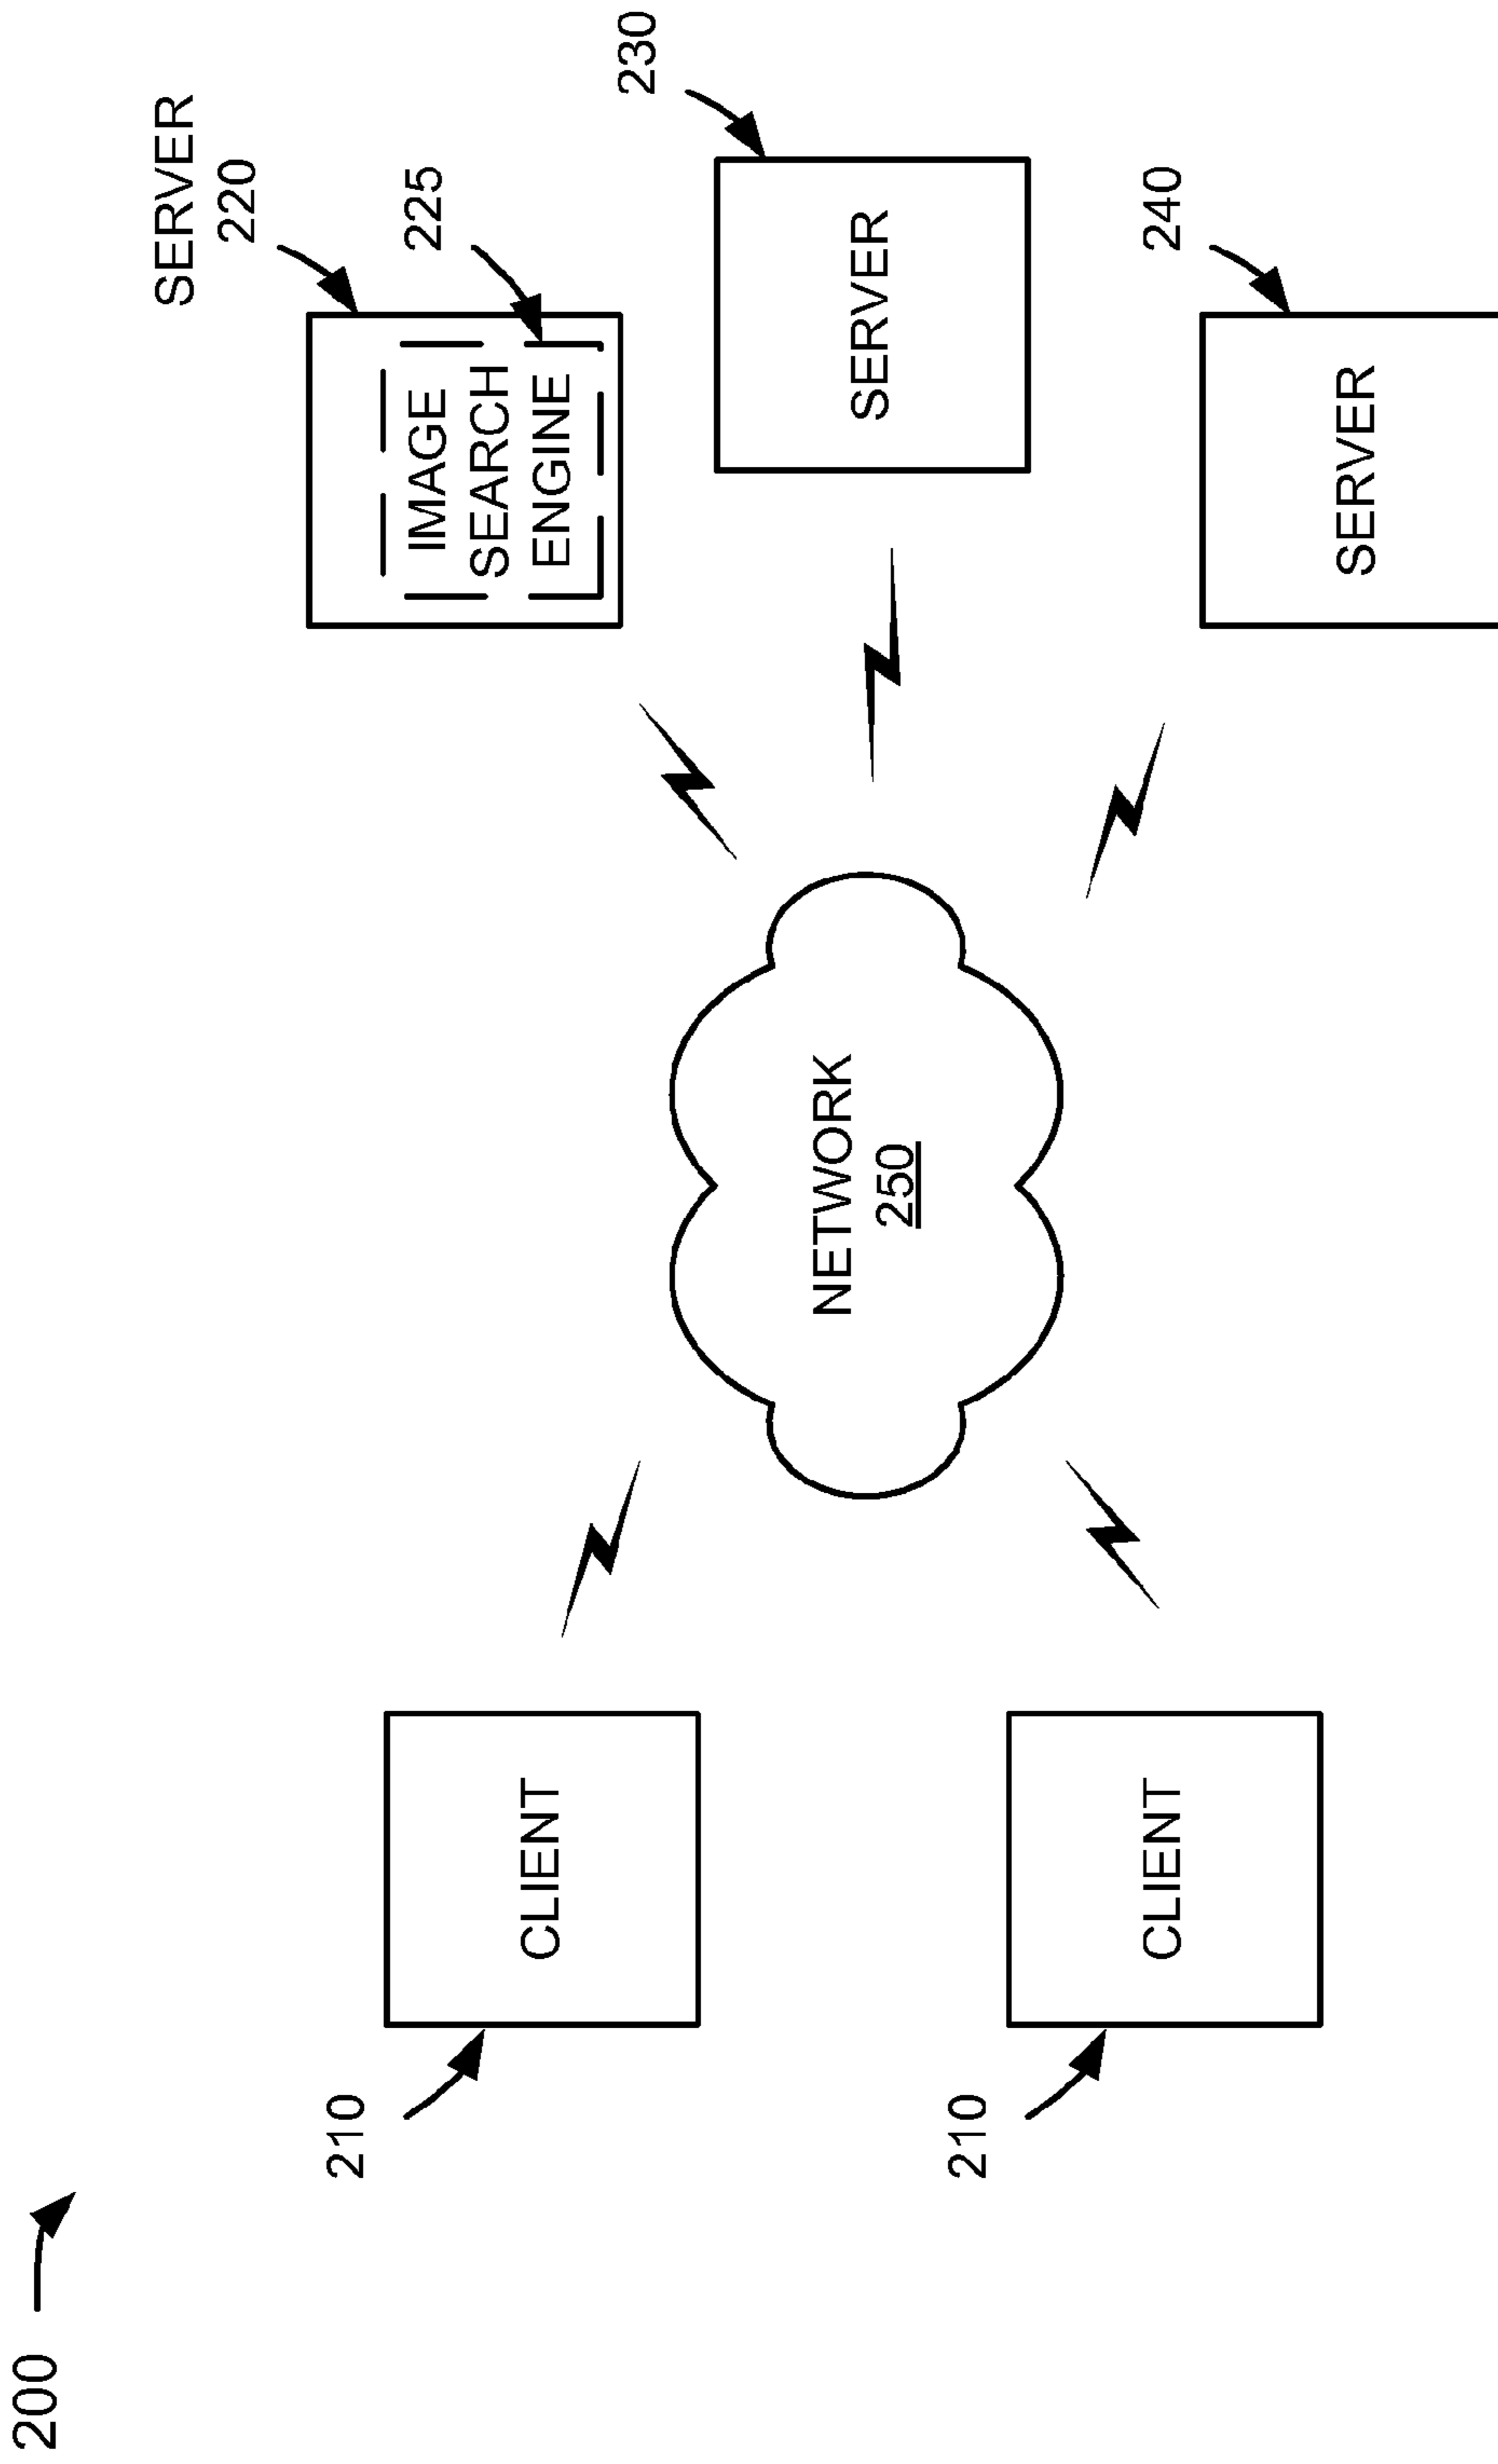 200
SERVER
220
225
IMAGE
SEARCH
ENGINE
210
CLIENT
230
SERVER
NETWORK
250
210
CLIENT
240
SERVER